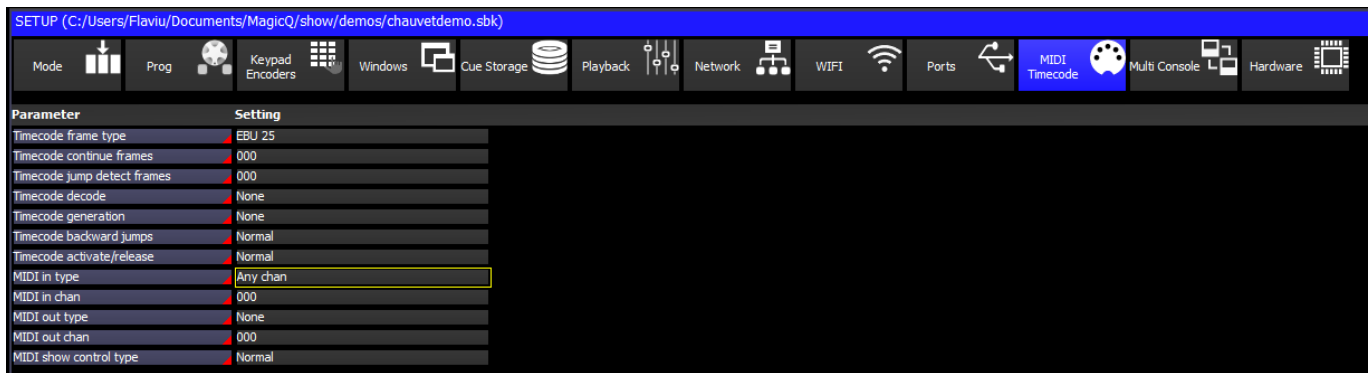 SETUP (C:/Users/Flaviu/Documents/MagicQ/show/demos/chauvetdemo.sbk)
Mode Prog Keypad Encoders Windows Cue Storage Playback Network WIFI Ports MIDI Timecode Multi Console Hardware
Parameter Setting
Timecode frame type EBU 25
Timecode continue frames 000
Timecode jump detect frames 000
Timecode decode None
Timecode generation None
Timecode backward jumps Normal
Timecode activate/release Normal
MIDI in type Any chan
MIDI in chan 000
MIDI out type None
MIDI out chan 000
MIDI show control type Normal